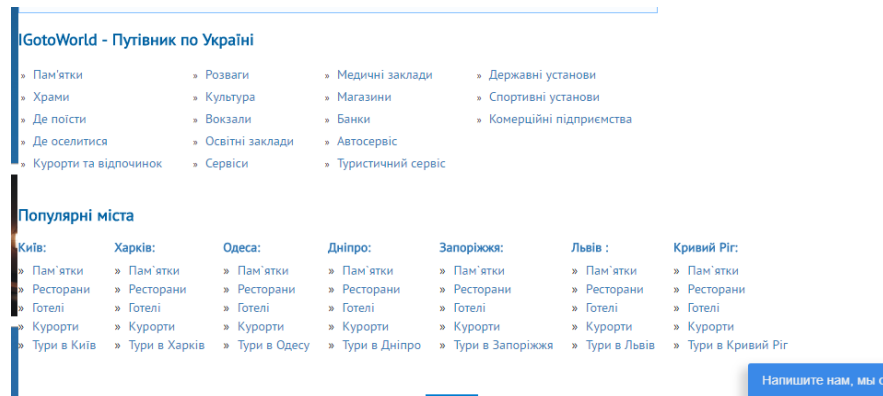 IGotoWorld - Путівник по Україні
» Пам'ятки » Розваги » Медичні заклади » Державні установи
» Храми » Культура » Магазини » Спортивні установи
» Де поїсти » Вокзали » Банки » Комерційні підприємства
» Де оселитися » Освітні заклади » Автосервіс
» Курорти та відпочинок » Сервіси » Туристичний сервіс
Популярні міста
Київ: Харків: Одеса: Дніпро: Запоріжжя: Львів : Кривий Ріг:
» Пам`ятки » Пам`ятки » Пам`ятки » Пам`ятки » Пам`ятки » Пам`ятки » Пам`ятки
» Ресторани » Ресторани » Ресторани » Ресторани » Ресторани » Ресторани » Ресторани
» Готелі » Готелі » Готелі » Готелі » Готелі » Готелі » Готелі
» Курорти » Курорти » Курорти » Курорти » Курорти » Курорти » Курорти
» Тури в Київ » Тури в Харків » Тури в Одесу » Тури в Дніпро » Тури в Запоріжжя » Тури в Львів » Тури в Кривий Ріг
Напишите нам, мы